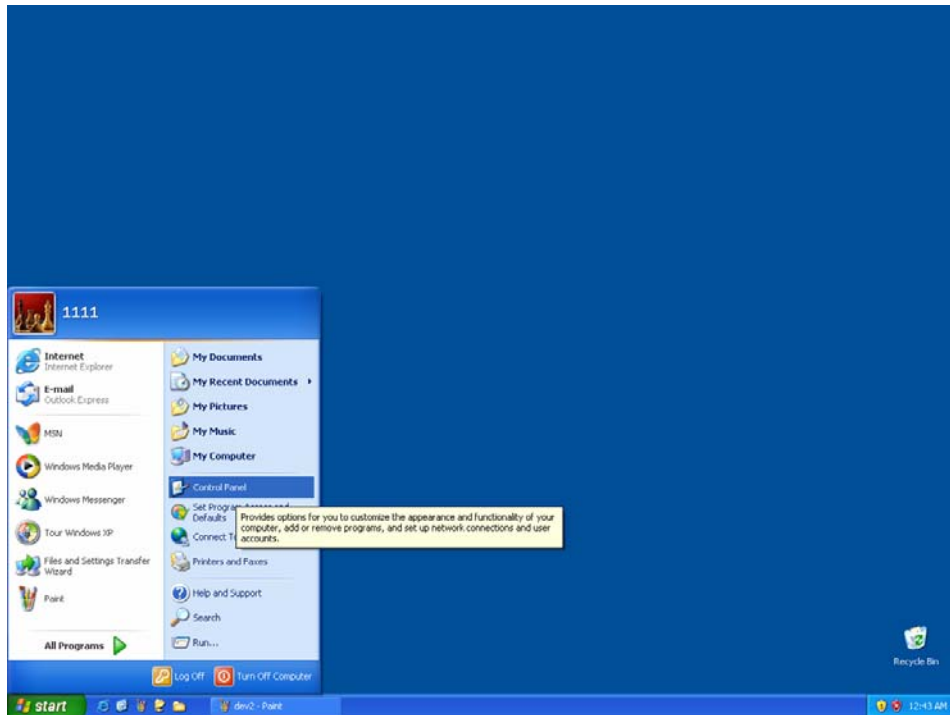 1111
Internet
Internet Explorer
E-mail
Outlook Express
MSN
Windows Media Player
Windows Messenger
Tour Windows XP
Files and Settings Transfer
Wizard
Paint
All Programs
My Documents
My Recent Documents
My Pictures
My Music
My Computer
Control Panel
Set Program Access and
Defaults
Connect T
Printers and Faxes
Help and Support
Search
Run...
Provides options for you to customize the appearance and functionality of your
computer, add or remove programs, and set up network connections and user
accounts.
Log Off
Turn Off Computer
Recycle Bin
start
dev2 - Paint
12:43 AM